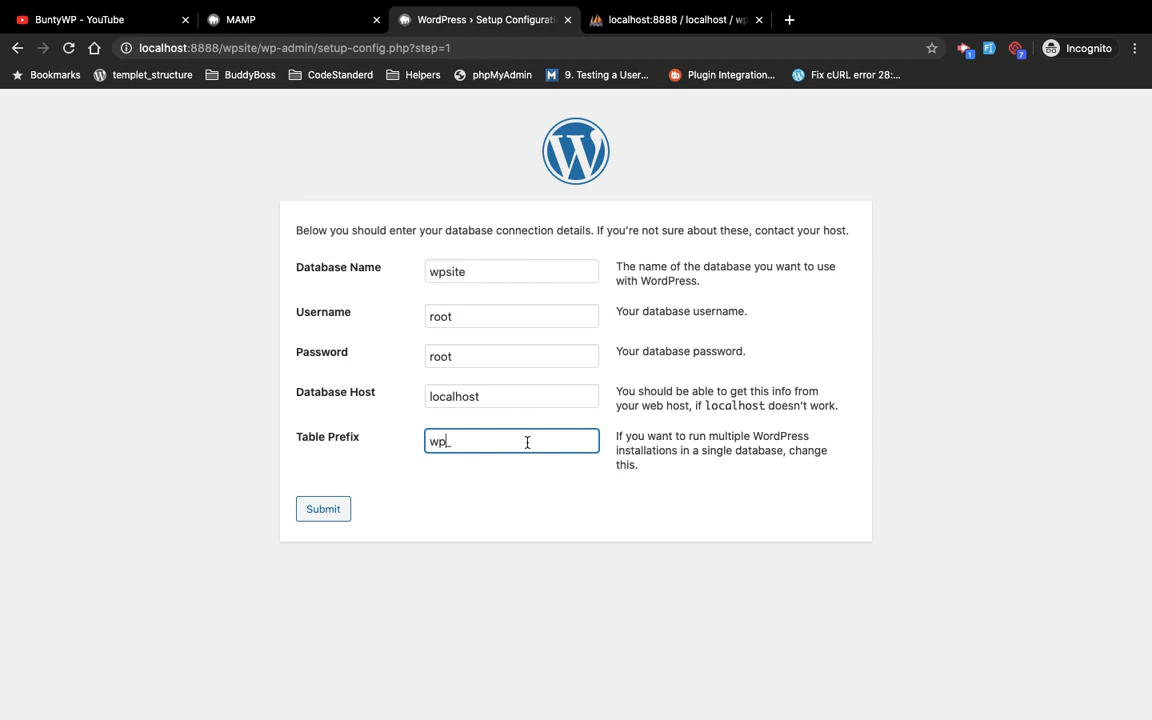 BuntyWP - YouTube
MAMP
WordPress › Setup Configurati
localhost:8888 / localhost / wp
localhost:8888/wpsite/wp-admin/setup-config.php?step=1
1
7
Incognito
Bookmarks
templet_structure
BuddyBoss
CodeStanderd
Helpers
phpMyAdmin
9. Testing a User...
Plugin Integration...
Fix cURL error 28:...
Below you should enter your database connection details. If you’re not sure about these, contact your host.
Database Name
wpsite
The name of the database you want to use
with WordPress.
Username
root
Your database username.
Password
root
Your database password.
Database Host
localhost
You should be able to get this info from
your web host, if localhost doesn’t work.
Table Prefix
wp_
If you want to run multiple WordPress
installations in a single database, change
this.
Submit